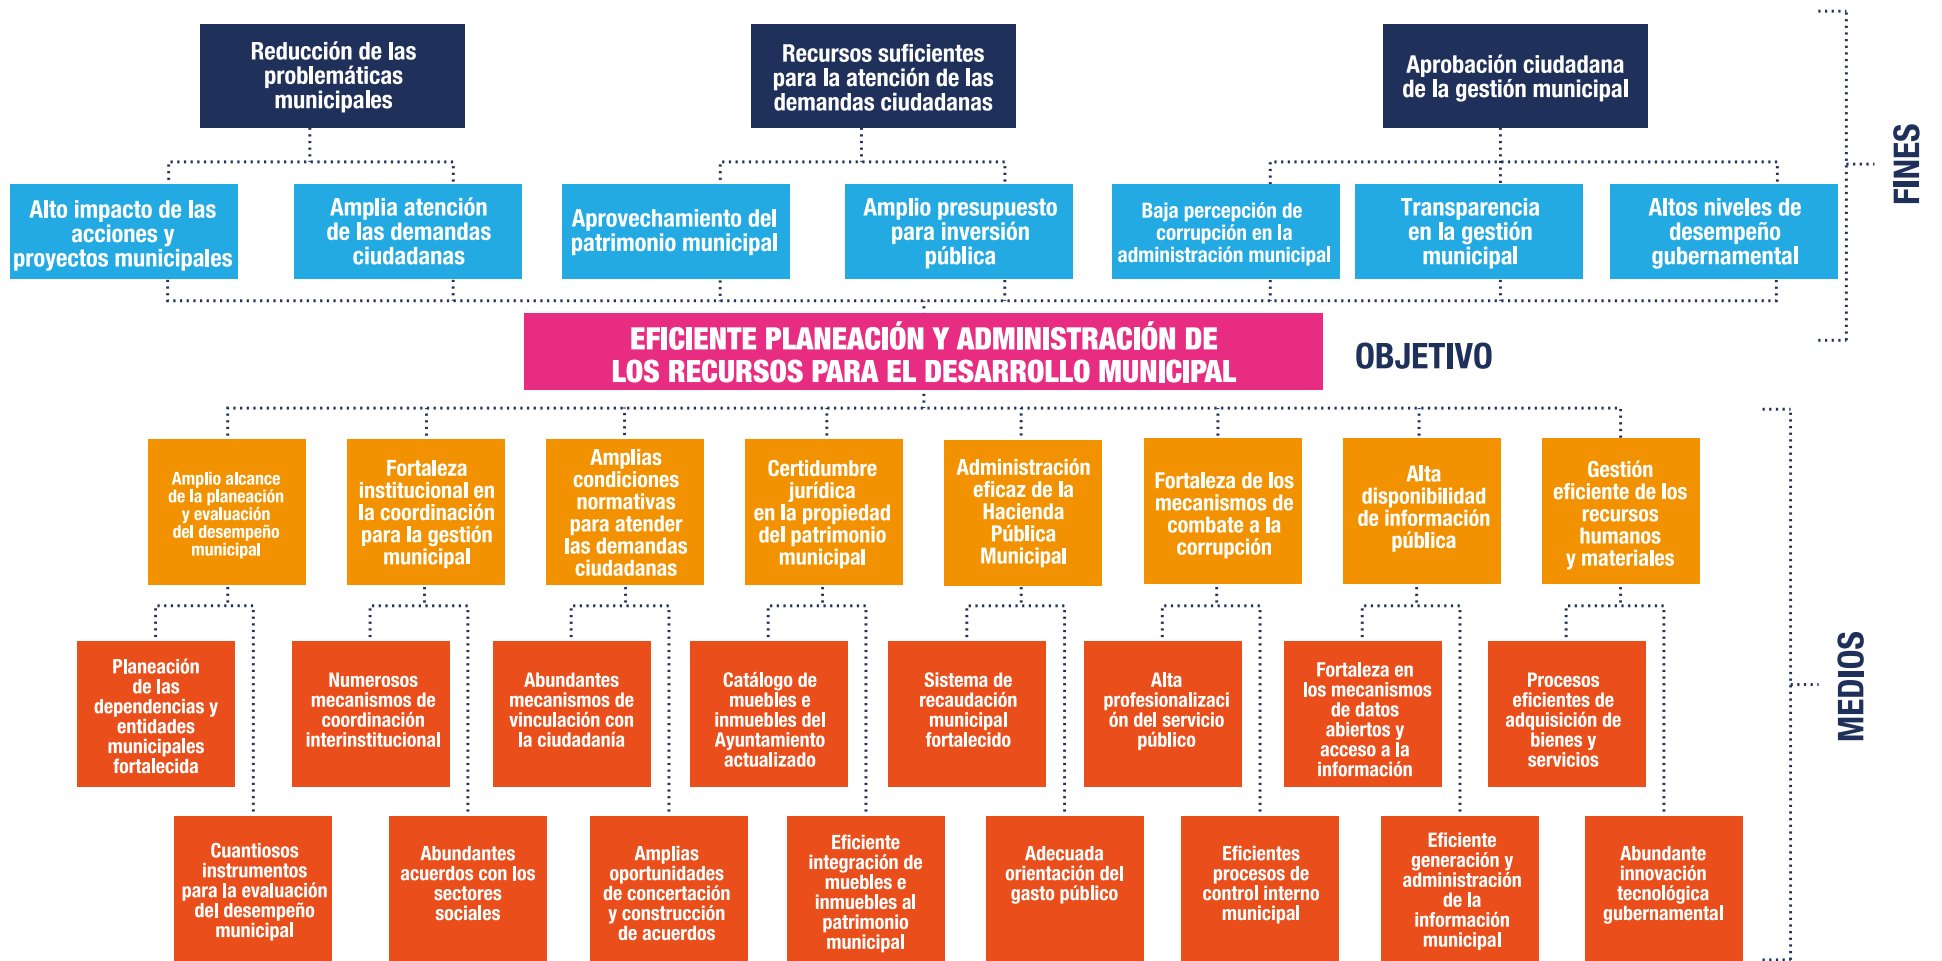 Reducción de las
problemáticas
municipales
Recursos suficientes
para la atención de las
demandas ciudadanas
Aprobación ciudadana
de la gestión municipal
FINES
Alto impacto de las
acciones y
proyectos municipales
Amplia atención
de las demandas
ciudadanas
Aprovechamiento del
patrimonio municipal
Amplio presupuesto
para inversión
pública
Baja percepción de
corrupción en la
administración municipal
Transparencia
en la gestión
municipal
Altos niveles de
desempeño
gubernamental
EFICIENTE PLANEACIÓN Y ADMINISTRACIÓN DE
LOS RECURSOS PARA EL DESARROLLO MUNICIPAL
OBJETIVO
Amplio alcance
de la planeación
y evaluación
del desempeño
municipal
Fortaleza
institucional en
la coordinación
para la gestión
municipal
Amplias
condiciones
normativas
para atender
las demandas
ciudadanas
Certidumbre
jurídica
en la propiedad
del patrimonio
municipal
Administración
eficaz de la
Hacienda
Pública
Municipal
Fortaleza de los
mecanismos de
combate a la
corrupción
Alta
disponibilidad
de información
pública
Gestión
eficiente de los
recursos
humanos
y materiales
MEDIOS
Planeación
de las
dependencias y
entidades
municipales
fortalecida
Numerosos
mecanismos de
coordinación
interinstitucional
Abundantes
mecanismos de
vinculación con
la ciudadanía
Catálogo de
muebles e
inmuebles del
Ayuntamiento
actualizado
Sistema de
recaudación
municipal
fortalecido
Alta
profesionalizaci
ón del servicio
público
Fortaleza en
los mecanismos
de datos
abiertos y
acceso a la
información
Procesos
eficientes de
adquisición de
bienes y
servicios
Cuantiosos
instrumentos
para la evaluación
del desempeño
municipal
Abundantes
acuerdos con los
sectores
sociales
Amplias
oportunidades
de concertación
y construcción
de acuerdos
Eficiente
integración de
muebles e
inmuebles al
patrimonio
municipal
Adecuada
orientación del
gasto público
Eficientes
procesos de
control interno
municipal
Eficiente
generación y
administración
de la
información
municipal
Abundante
innovación
tecnológica
gubernamental